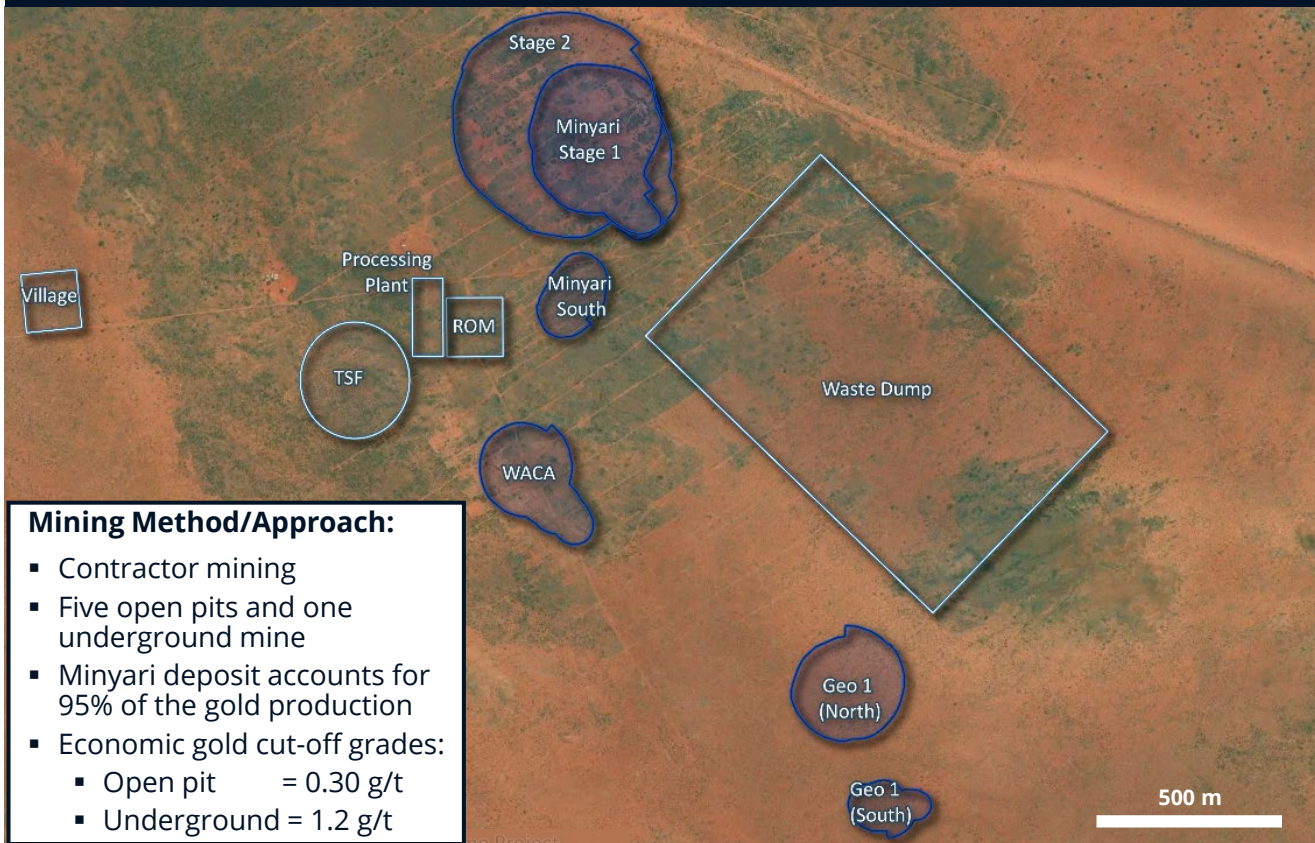 Stage 2
Minyari
Stage 1
Processing
Plant
Village
Minyari
South
ROM
TSF
Waste Dump
WACA
Mining Method/Approach:
▪ Contractor mining
▪ Five open pits and one
underground mine
▪ Minyari deposit accounts for
95% of the gold production
▪ Economic gold cut-off grades:
▪ Open pit = 0.30 g/t
▪ Underground = 1.2 g/t
Geo 1
(North)
Geo 1
(South)
500 m
Project